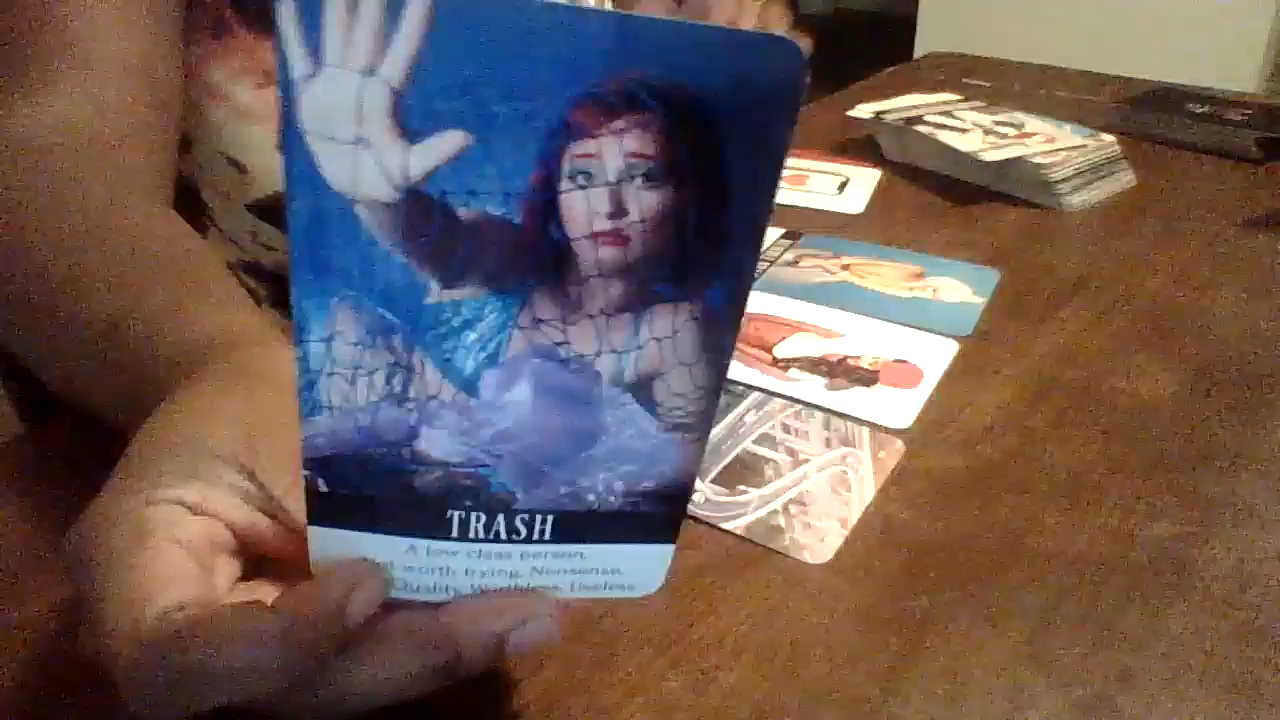 TRASH
A low class person.
Not worth trying. Nonsense.
Quality. Worthless. Useless